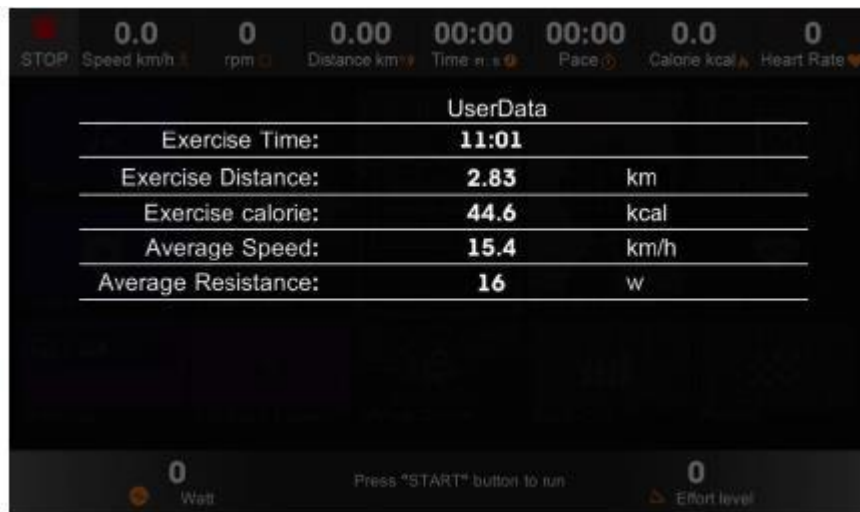 0.0 0 0.00 00:00 00:00 0.0 0
STOP Speed km/h rpm Distance km Time M: S Pace Calorie kcal Heart Rate
UserData
Exercise Time: 11:01
Exercise Distance: 2.83 km
Exercise calorie: 44.6 kcal
Average Speed: 15.4 km/h
Average Resistance: 16 w
0 0
Press "START" button to run
Watt Effort level